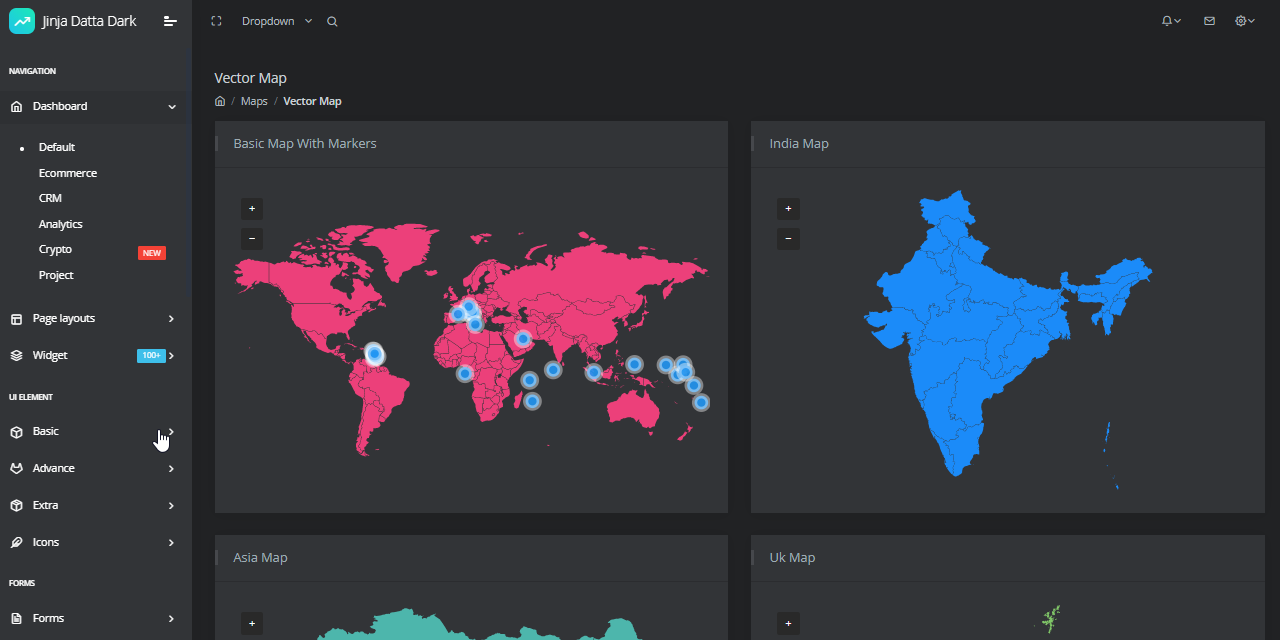 Jinja Datta Dark
Dropdown
NAVIGATION
Dashboard
Default
Ecommerce
CRM
Analytics
Crypto
NEW
Project
Page layouts
Widget
100+
UI ELEMENT
Basic
Advance
Extra
Icons
FORMS
Forms
Vector Map
/ Maps / Vector Map
Basic Map With Markers
+
−
India Map
+
−
Asia Map
+
Uk Map
+